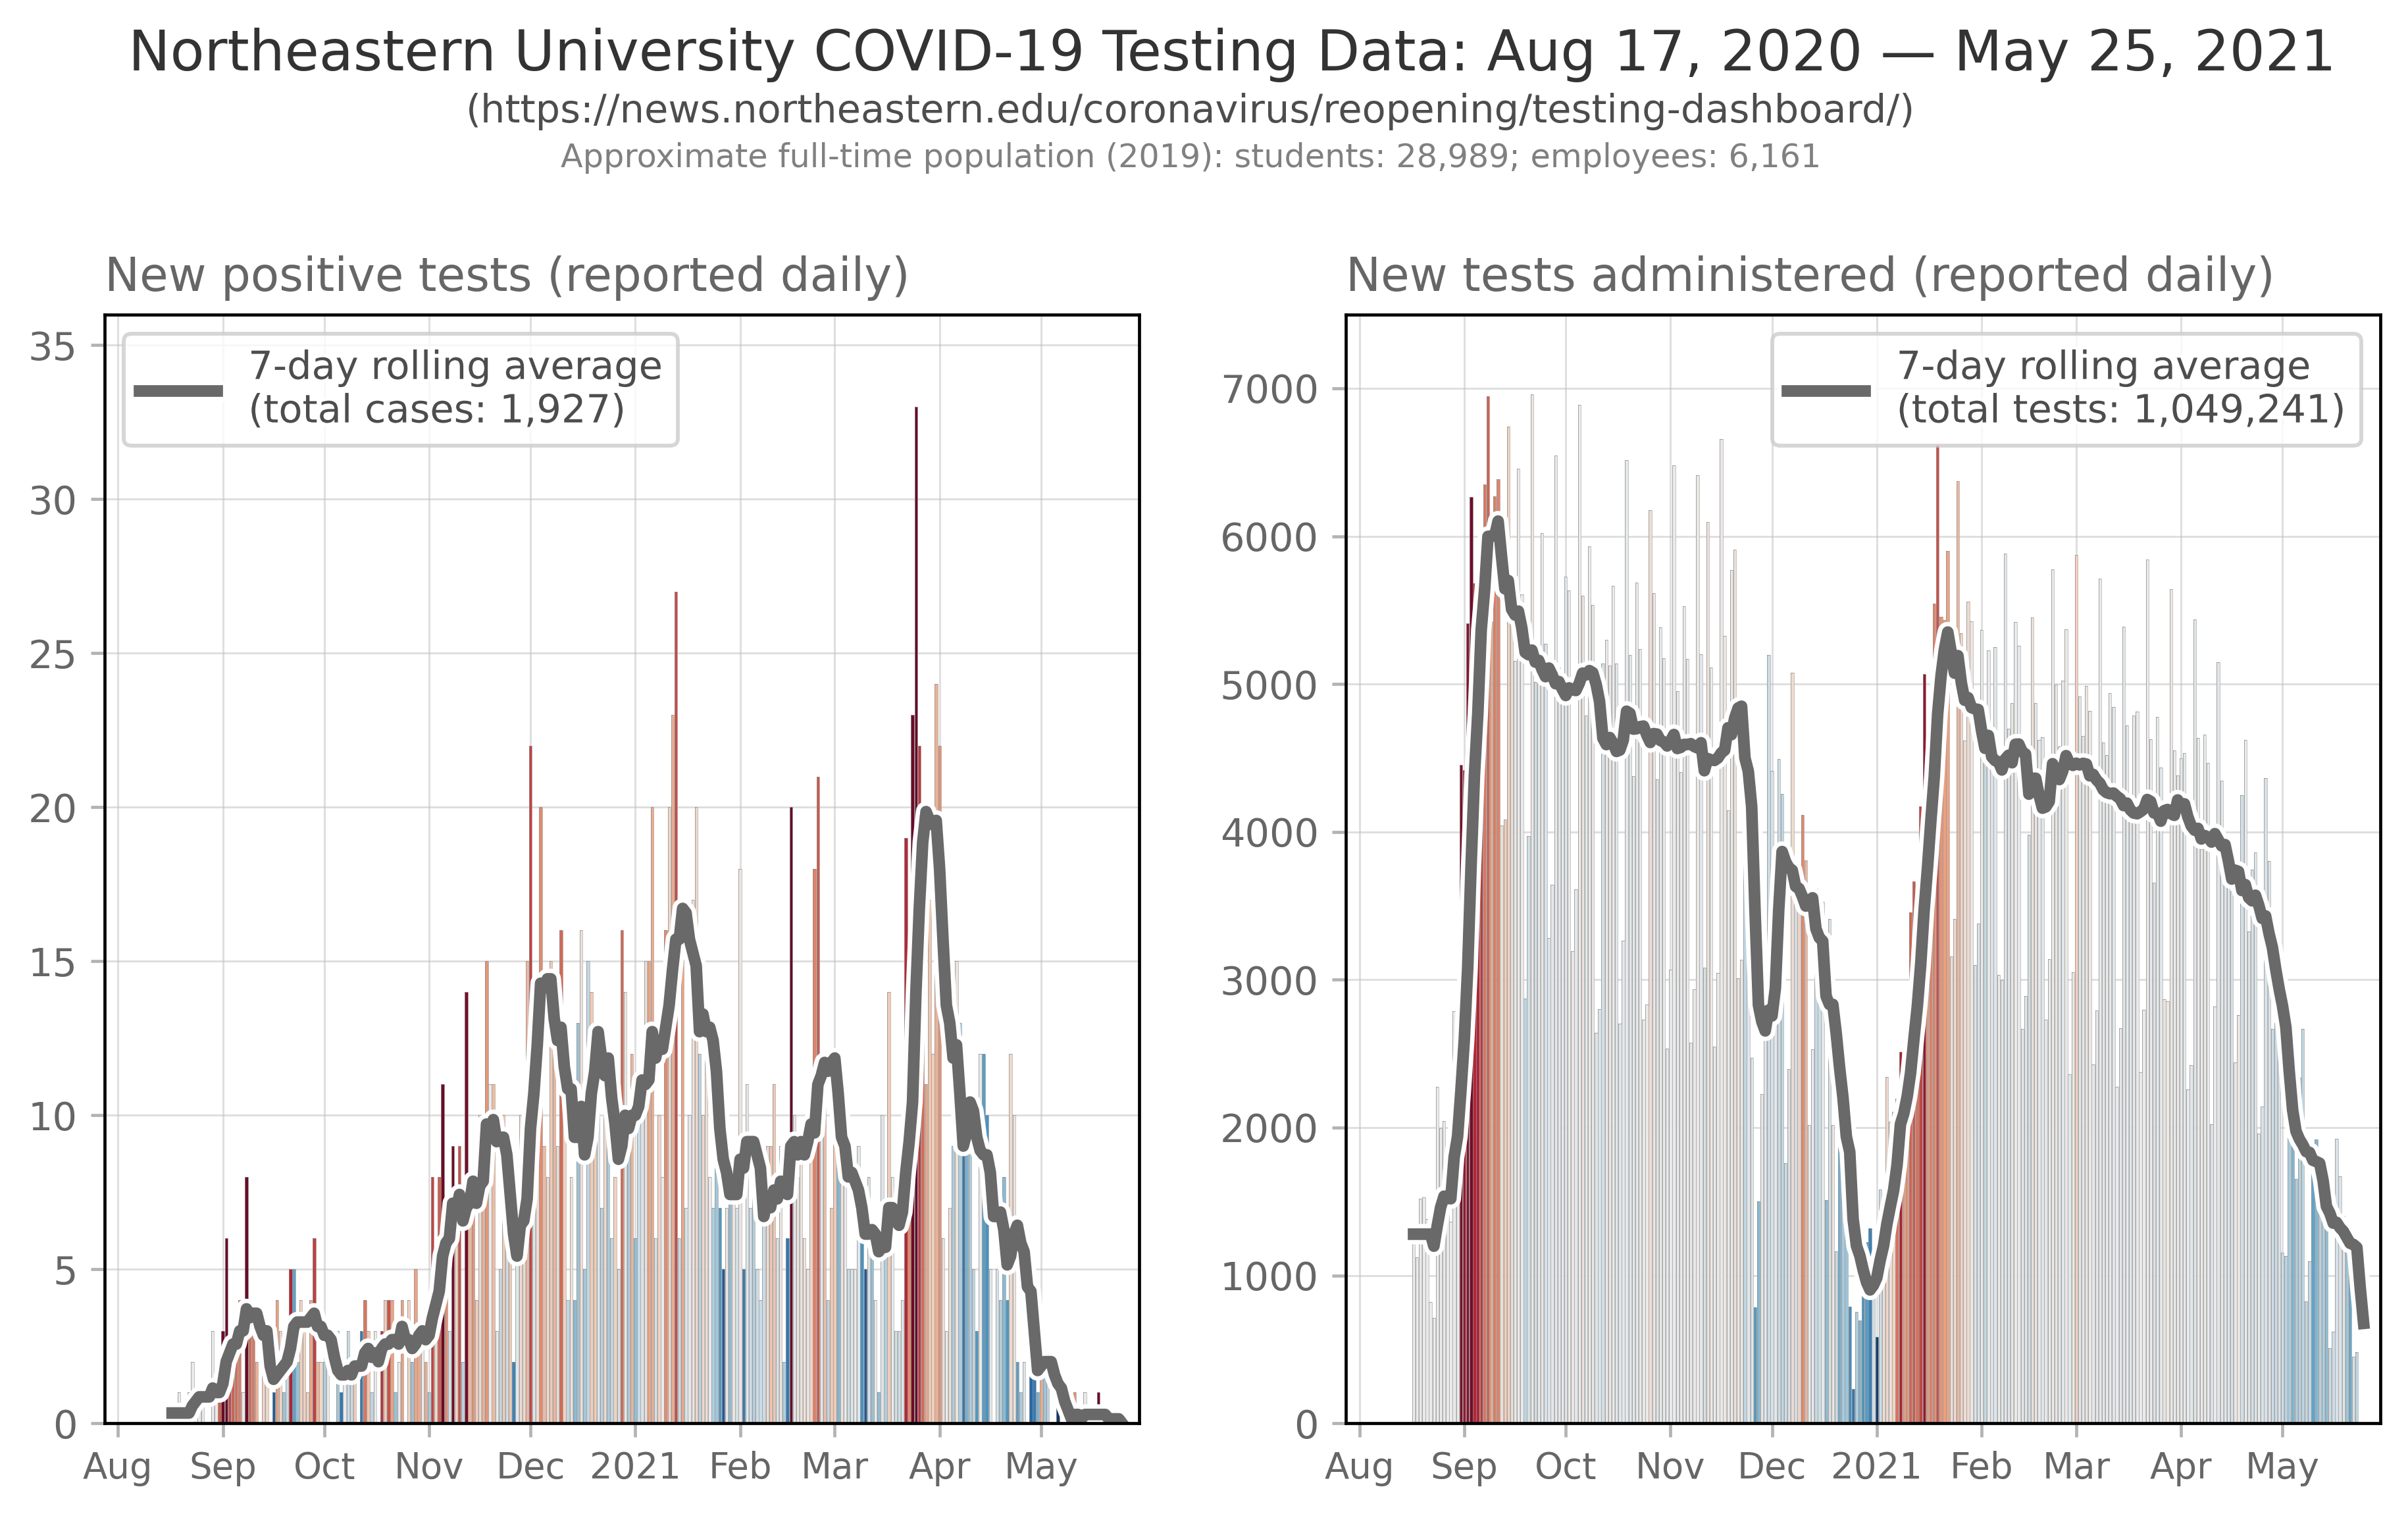 Northeastern University COVID-19 Testing Data: Aug 17, 2020 — May 25, 2021
(https://news.northeastern.edu/coronavirus/reopening/testing-dashboard/)
Approximate full-time population (2019): students: 28,989; employees: 6,161
New positive tests (reported daily)
7-day rolling average
(total cases: 1,927)
35
30
25
20
15
10
5
0
Aug Sep Oct Nov Dec 2021 Feb Mar Apr May
New tests administered (reported daily)
7-day rolling average
(total tests: 1,049,241)
7000
6000
5000
4000
3000
2000
1000
0
Aug Sep Oct Nov Dec 2021 Feb Mar Apr May